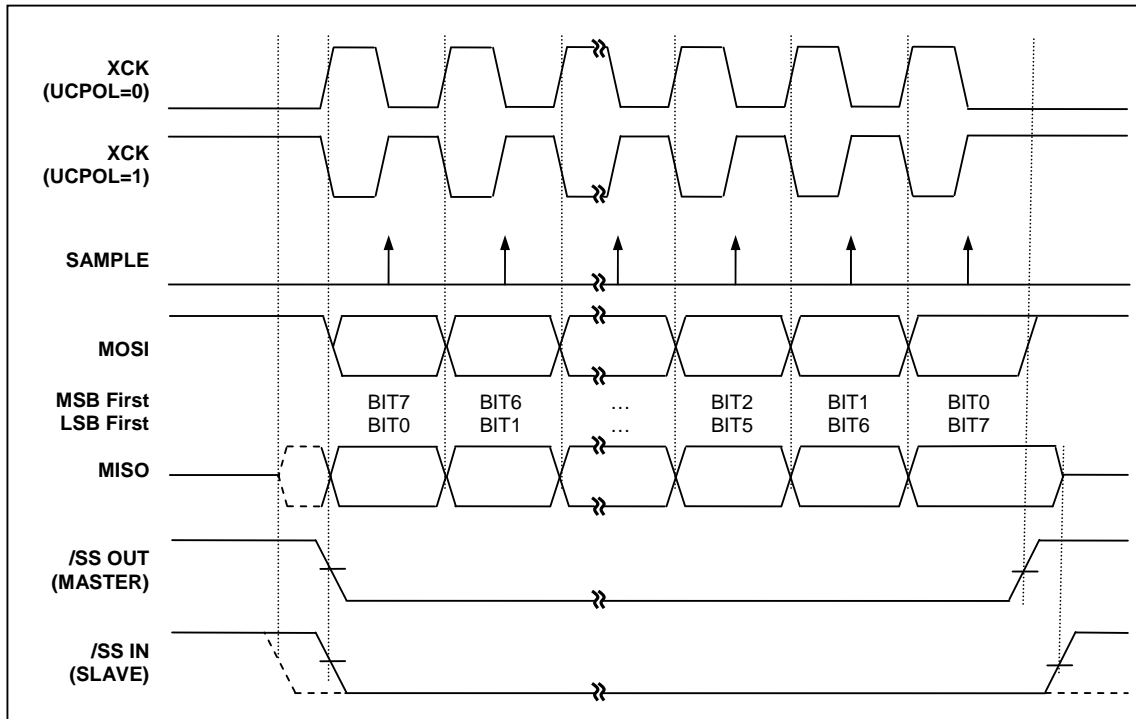 XCK
(UCPOL=0)
XCK
(UCPOL=1)
SAMPLE
MOSI
MSB First BIT7 BIT6 ... BIT2 BIT1 BIT0
LSB First BIT0 BIT1 ... BIT5 BIT6 BIT7
MISO
/SS OUT
(MASTER)
/SS IN
(SLAVE)